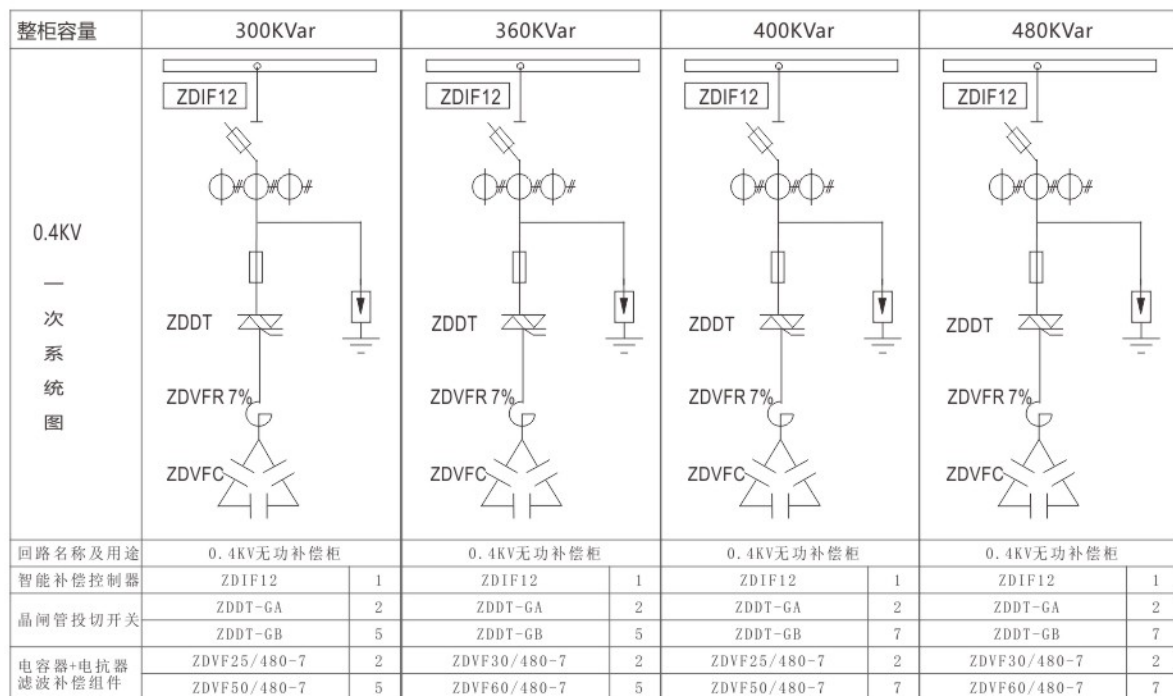 整柜容量 300KVar 360KVar 400KVar 480KVar
ZDIF12 ZDIF12 ZDIF12 ZDIF12
0.4KV
一
次
系
统
图
ZDDT ZDDT ZDDT ZDDT
ZDVFR 7% ZDVFR 7% ZDVFR 7% ZDVFR 7%
ZDVFC ZDVFC ZDVFC ZDVFC
回路名称及用途 0.4KV无功补偿柜 0.4KV无功补偿柜 0.4KV无功补偿柜 0.4KV无功补偿柜
智能补偿控制器 ZDIF12 1 ZDIF12 1 ZDIF12 1 ZDIF12 1
晶闸管投切开关 ZDDT-GA 2 ZDDT-GA 2 ZDDT-GA 2 ZDDT-GA 2
ZDDT-GB 5 ZDDT-GB 5 ZDDT-GB 7 ZDDT-GB 7
电容器+电抗器 ZDVF25/480-7 2 ZDVF30/480-7 2 ZDVF25/480-7 2 ZDVF30/480-7 2
滤波补偿组件 ZDVF50/480-7 5 ZDVF60/480-7 5 ZDVF50/480-7 7 ZDVF60/480-7 7